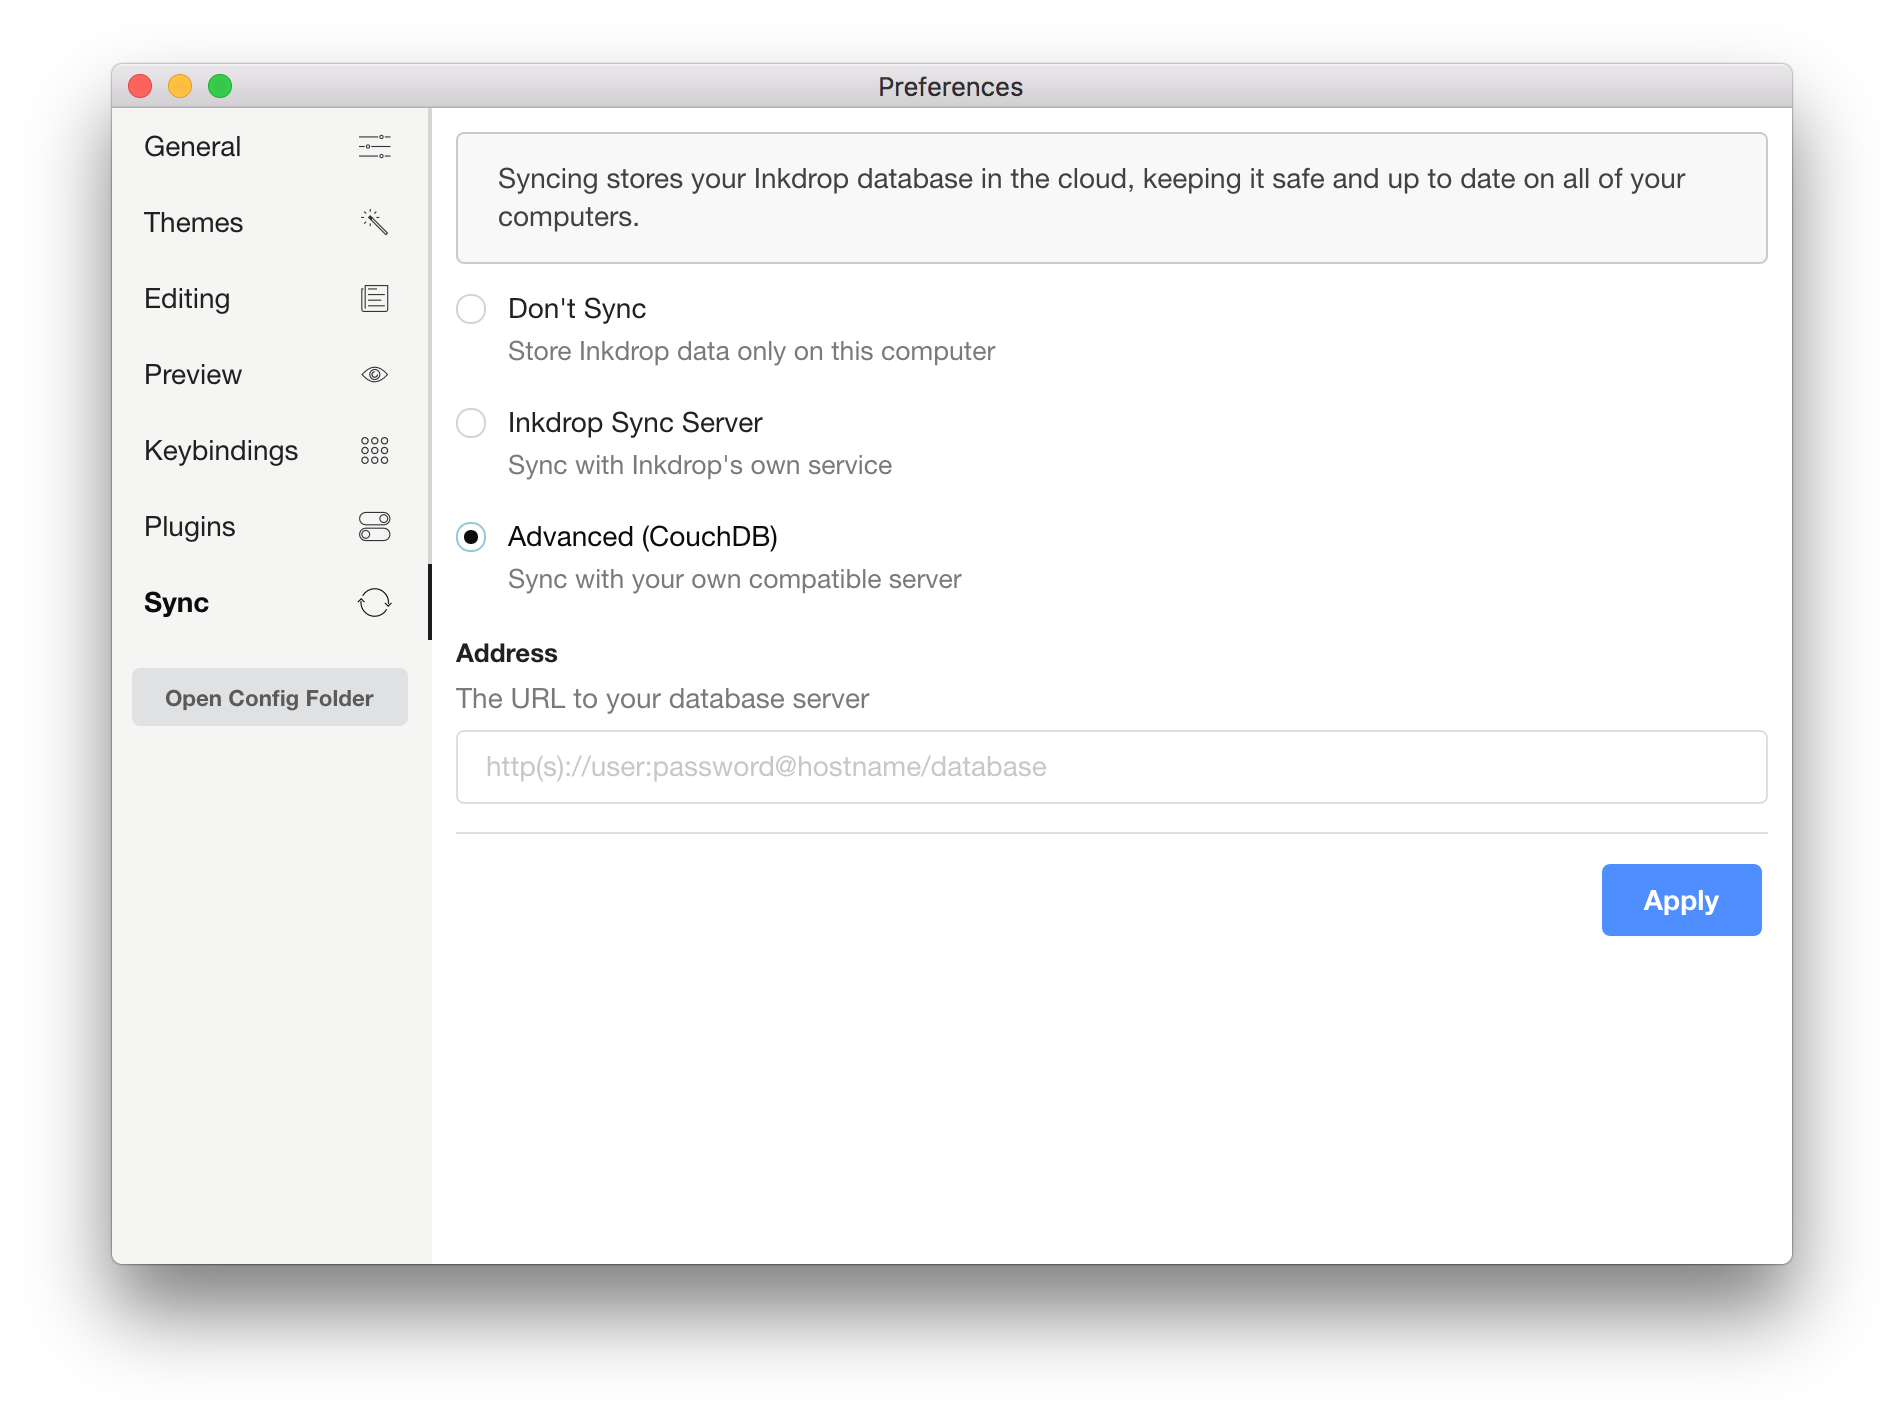 Preferences
General
Themes
Editing
Preview
Keybindings
Plugins
Sync
Open Config Folder
Syncing stores your Inkdrop database in the cloud, keeping it safe and up to date on all of your
computers.
Don't Sync
Store Inkdrop data only on this computer
Inkdrop Sync Server
Sync with Inkdrop's own service
Advanced (CouchDB)
Sync with your own compatible server
Address
The URL to your database server
http(s)://user:password@hostname/database
Apply